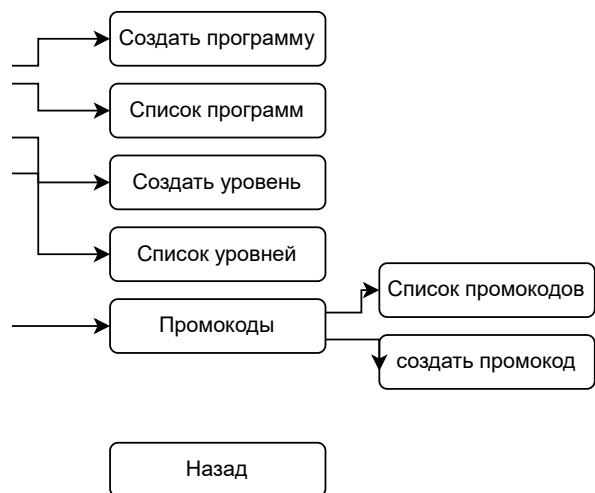 Создать программу
Список программ
Создать уровень
Список уровней
Промокоды
Список промокодов
создать промокод
Назад